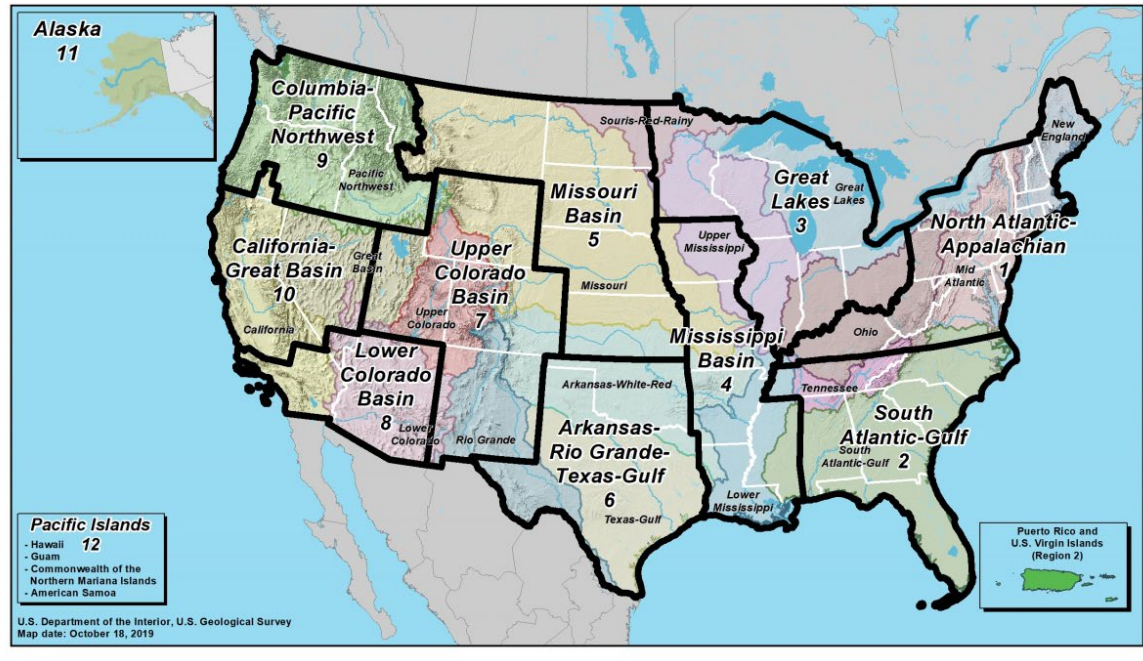 Alaska
11
Columbia-
Pacific
Northwest
9
Pacific
Northwest
Souris-Red-Rainy
New
England
Missouri
Basin
5
Missouri
Great
Lakes
3
Great
Lakes
Upper
Mississippi
North Atlantic-
Appalachian
1
Mid
Atlantic
California-
Great Basin
10
Great
Basin
California
Upper
Colorado
Basin
7
Upper
Colorado
Ohio
Mississippi
Basin
4
Lower
Colorado
Basin
8
Lower
Colorado
Rio Grande
Arkansas-White-Red
Arkansas-
Rio Grande-
Texas-Gulf
6
Texas-Gulf
Tennessee
South
Atlantic-Gulf
2
South
Atlantic-Gulf
Lower
Mississippi
Pacific Islands
12
- Hawaii
- Guam
- Commonwealth of the
Northern Mariana Islands
- American Samoa
Puerto Rico and
U.S. Virgin Islands
(Region 2)
U.S. Department of the Interior, U.S. Geological Survey
Map date: October 18, 2019